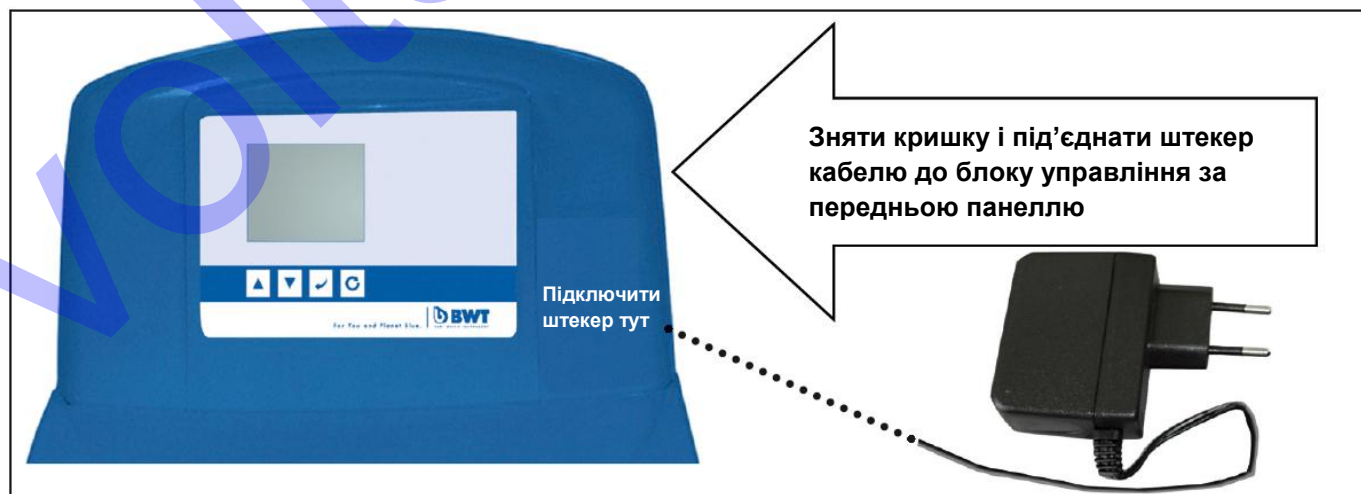 Зняти кришку і під’єднати штекер
кабелю до блоку управління за
передньою панеллю
Підключити
штекер тут
For You and Planet Blue.
BWT